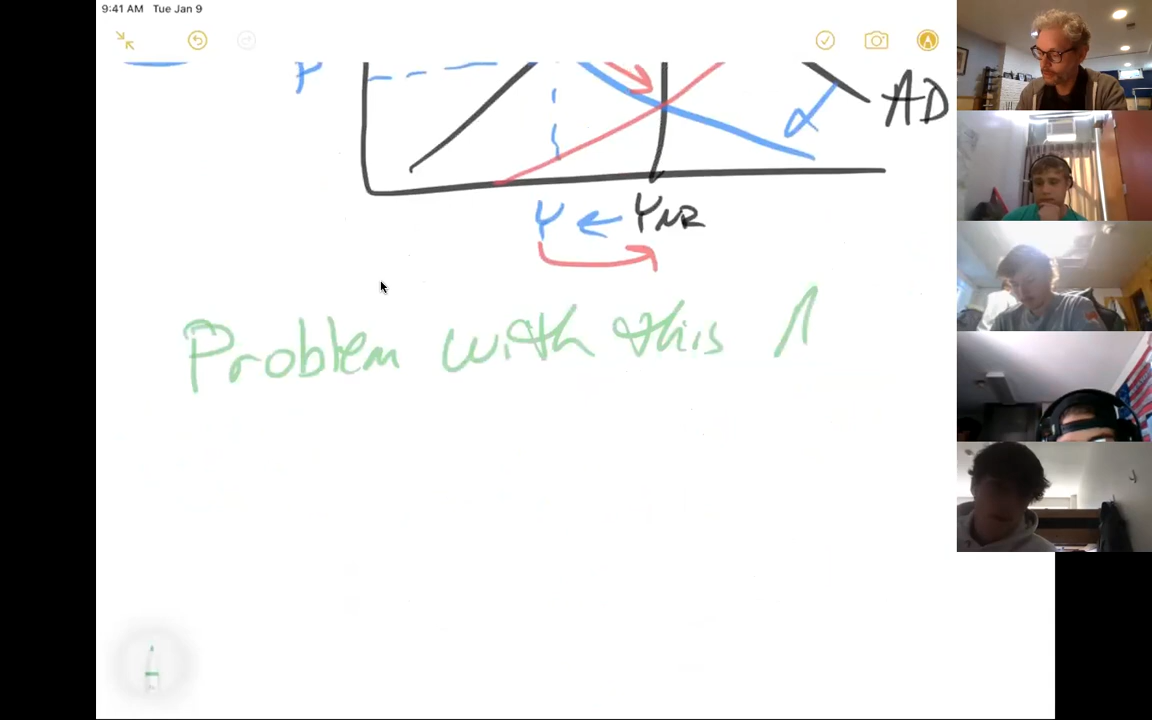 9:41 AM Tue Jan 9
P
AD
α
Y ← YNR
Problem with this